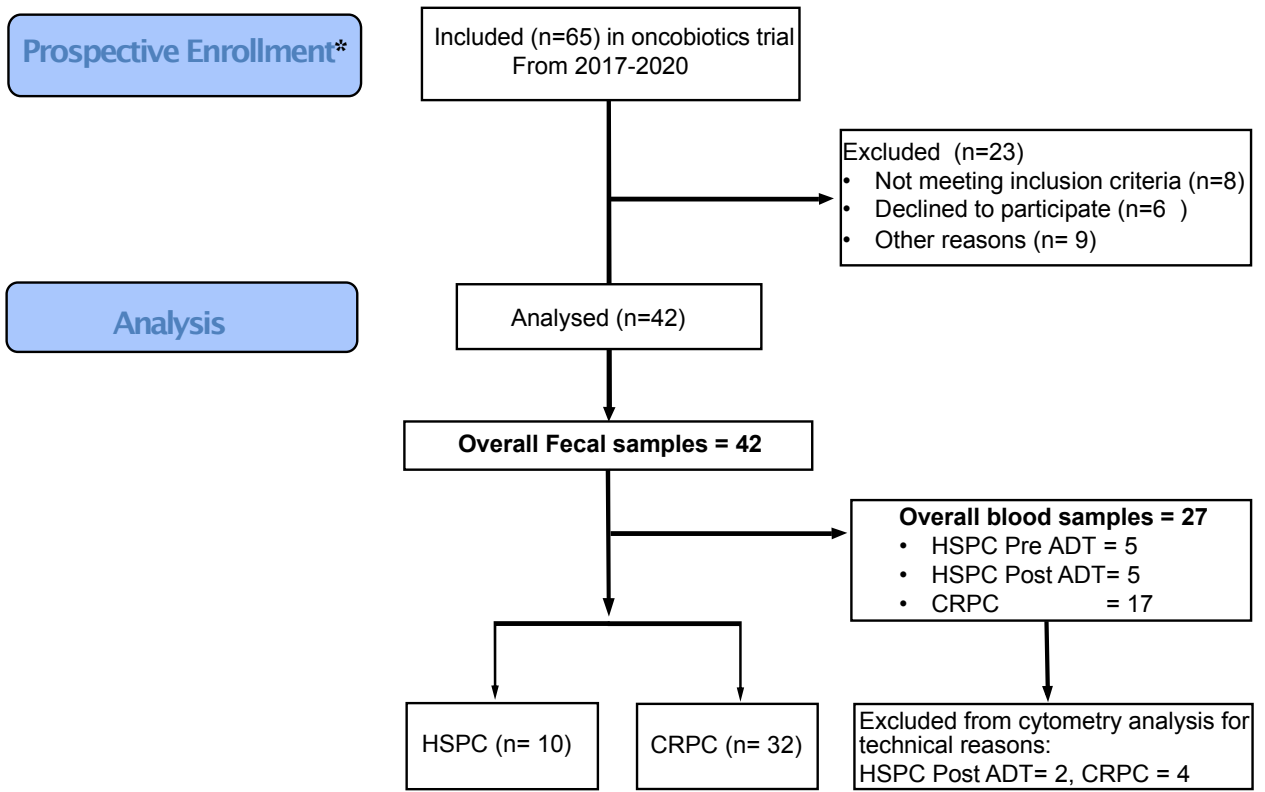 Prospective Enrollment*
Included (n=65) in oncobiotics trial
From 2017-2020
Excluded (n=23)
• Not meeting inclusion criteria (n=8)
• Declined to participate (n=6 )
• Other reasons (n= 9)
Analysis
Analysed (n=42)
Overall Fecal samples = 42
Overall blood samples = 27
• HSPC Pre ADT = 5
• HSPC Post ADT= 5
• CRPC = 17
HSPC (n= 10)
CRPC (n= 32)
Excluded from cytometry analysis for
technical reasons:
HSPC Post ADT= 2, CRPC = 4